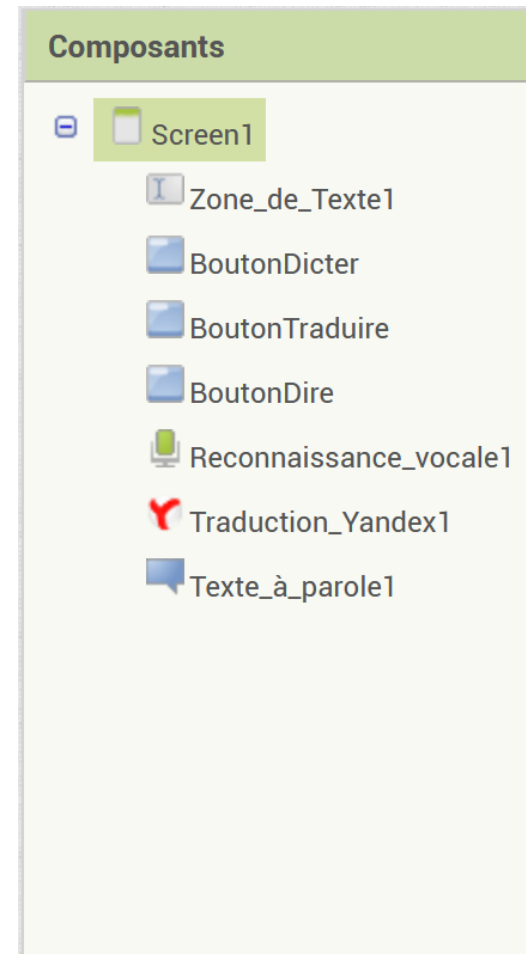 Composants
Screen1
Zone_de_Texte1
BoutonDicter
BoutonTraduire
BoutonDire
Reconnaissance_vocale1
Traduction_Yandex1
Texte_à_parole1